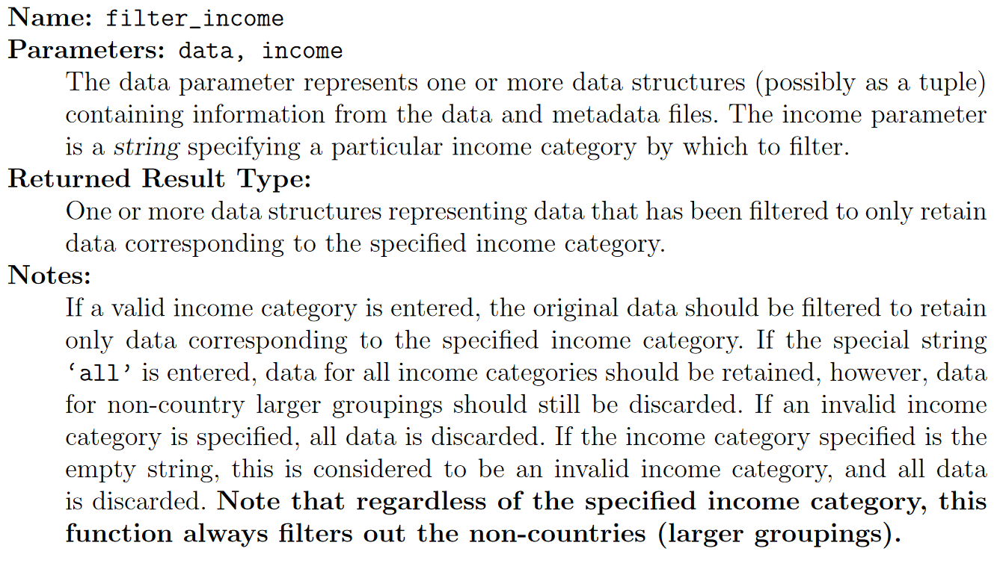 Name: filter_income
Parameters: data, income
The data parameter represents one or more data structures (possibly as a tuple)
containing information from the data and metadata files. The income parameter
is a string specifying a particular income category by which to filter.
Returned Result Type:
One or more data structures representing data that has been filtered to only retain
data corresponding to the specified income category.
Notes:
If a valid income category is entered, the original data should be filtered to retain
only data corresponding to the specified income category. If the special string
‘all’ is entered, data for all income categories should be retained, however, data
for non-country larger groupings should still be discarded. If an invalid income
category is specified, all data is discarded. If the income category specified is the
empty string, this is considered to be an invalid income category, and all data
is discarded. Note that regardless of the specified income category, this
function always filters out the non-countries (larger groupings).